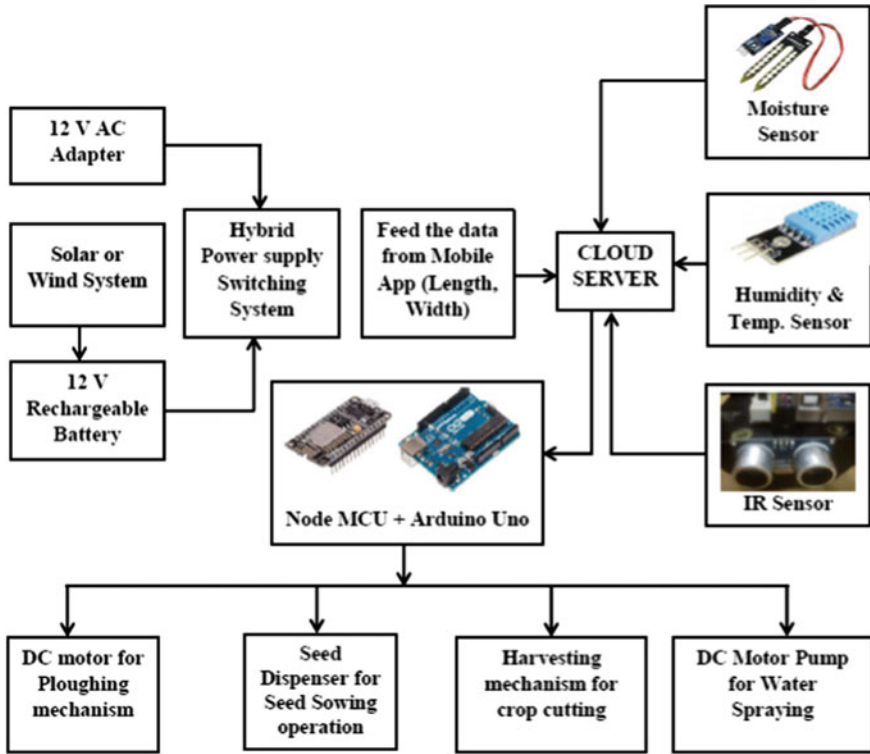 Moisture
Sensor
12 V AC
Adapter
Solar or
Wind System
Hybrid
Power supply
Switching
System
Feed the data
from Mobile
App (Length,
Width)
CLOUD
SERVER
Humidity &
Temp. Sensor
12 V
Rechargeable
Battery
Node MCU + Arduino Uno
IR Sensor
DC motor for
Ploughing
mechanism
Seed
Dispenser for
Seed Sowing
operation
Harvesting
mechanism for
crop cutting
DC Motor Pump
for Water
Spraying